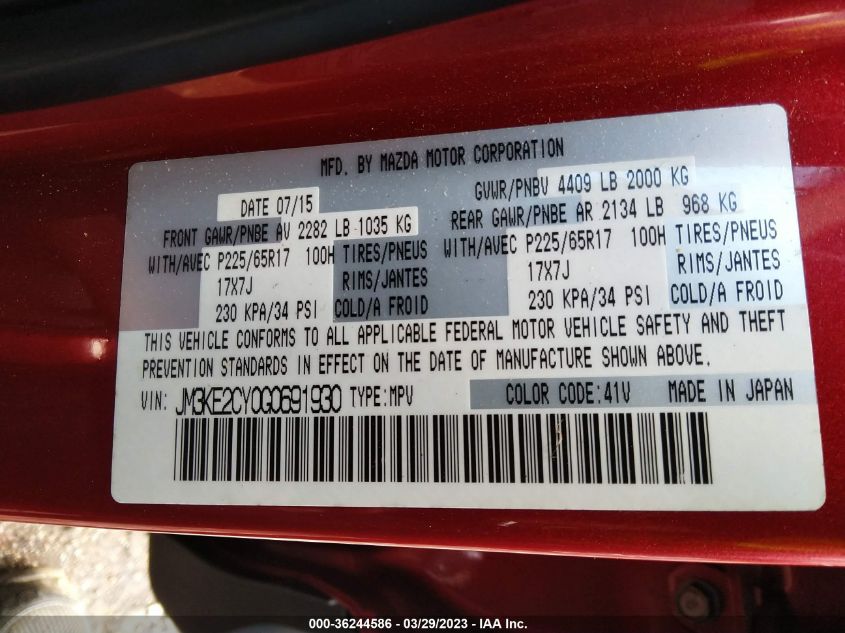 MFD. BY MAZDA MOTOR CORPORATION
DATE 07/15
GVWR/PNBV 4409 LB 2000 KG
FRONT GAWR/PNBE AV 2282 LB 1035 KG
REAR GAWR/PNBE AR 2134 LB 968 KG
WITH/AVEC P225/65R17 100H TIRES/PNEUS
WITH/AVEC P225/65R17 100H TIRES/PNEUS
17X7J RIMS/JANTES
17X7J RIMS/JANTES
230 KPA/34 PSI COLD/A FROID
230 KPA/34 PSI COLD/A FROID
THIS VEHICLE CONFORMS TO ALL APPLICABLE FEDERAL MOTOR VEHICLE SAFETY AND THEFT
PREVENTION STANDARDS IN EFFECT ON THE DATE OF MANUFACTURE SHOWN ABOVE.
VIN: JM3KE2CY0G0691930 TYPE:MPV COLOR CODE:41V MADE IN JAPAN
000-36244586 - 03/29/2023 - IAA Inc.